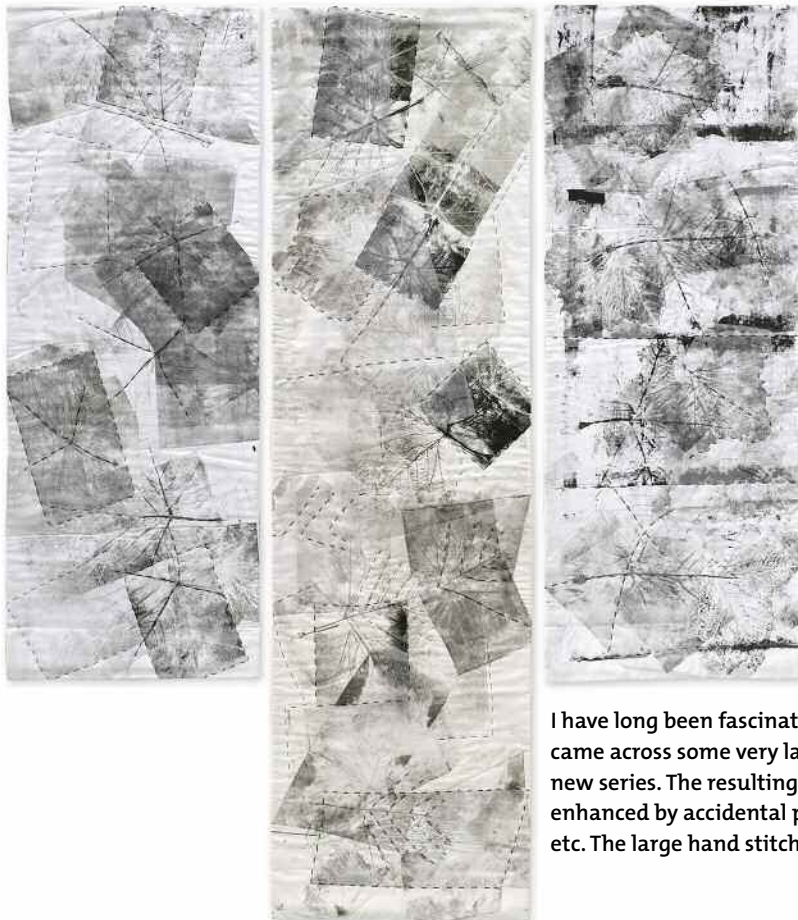 I have long been fascinat
came across some very la
new series. The resulting
enhanced by accidental p
etc. The large hand stitch